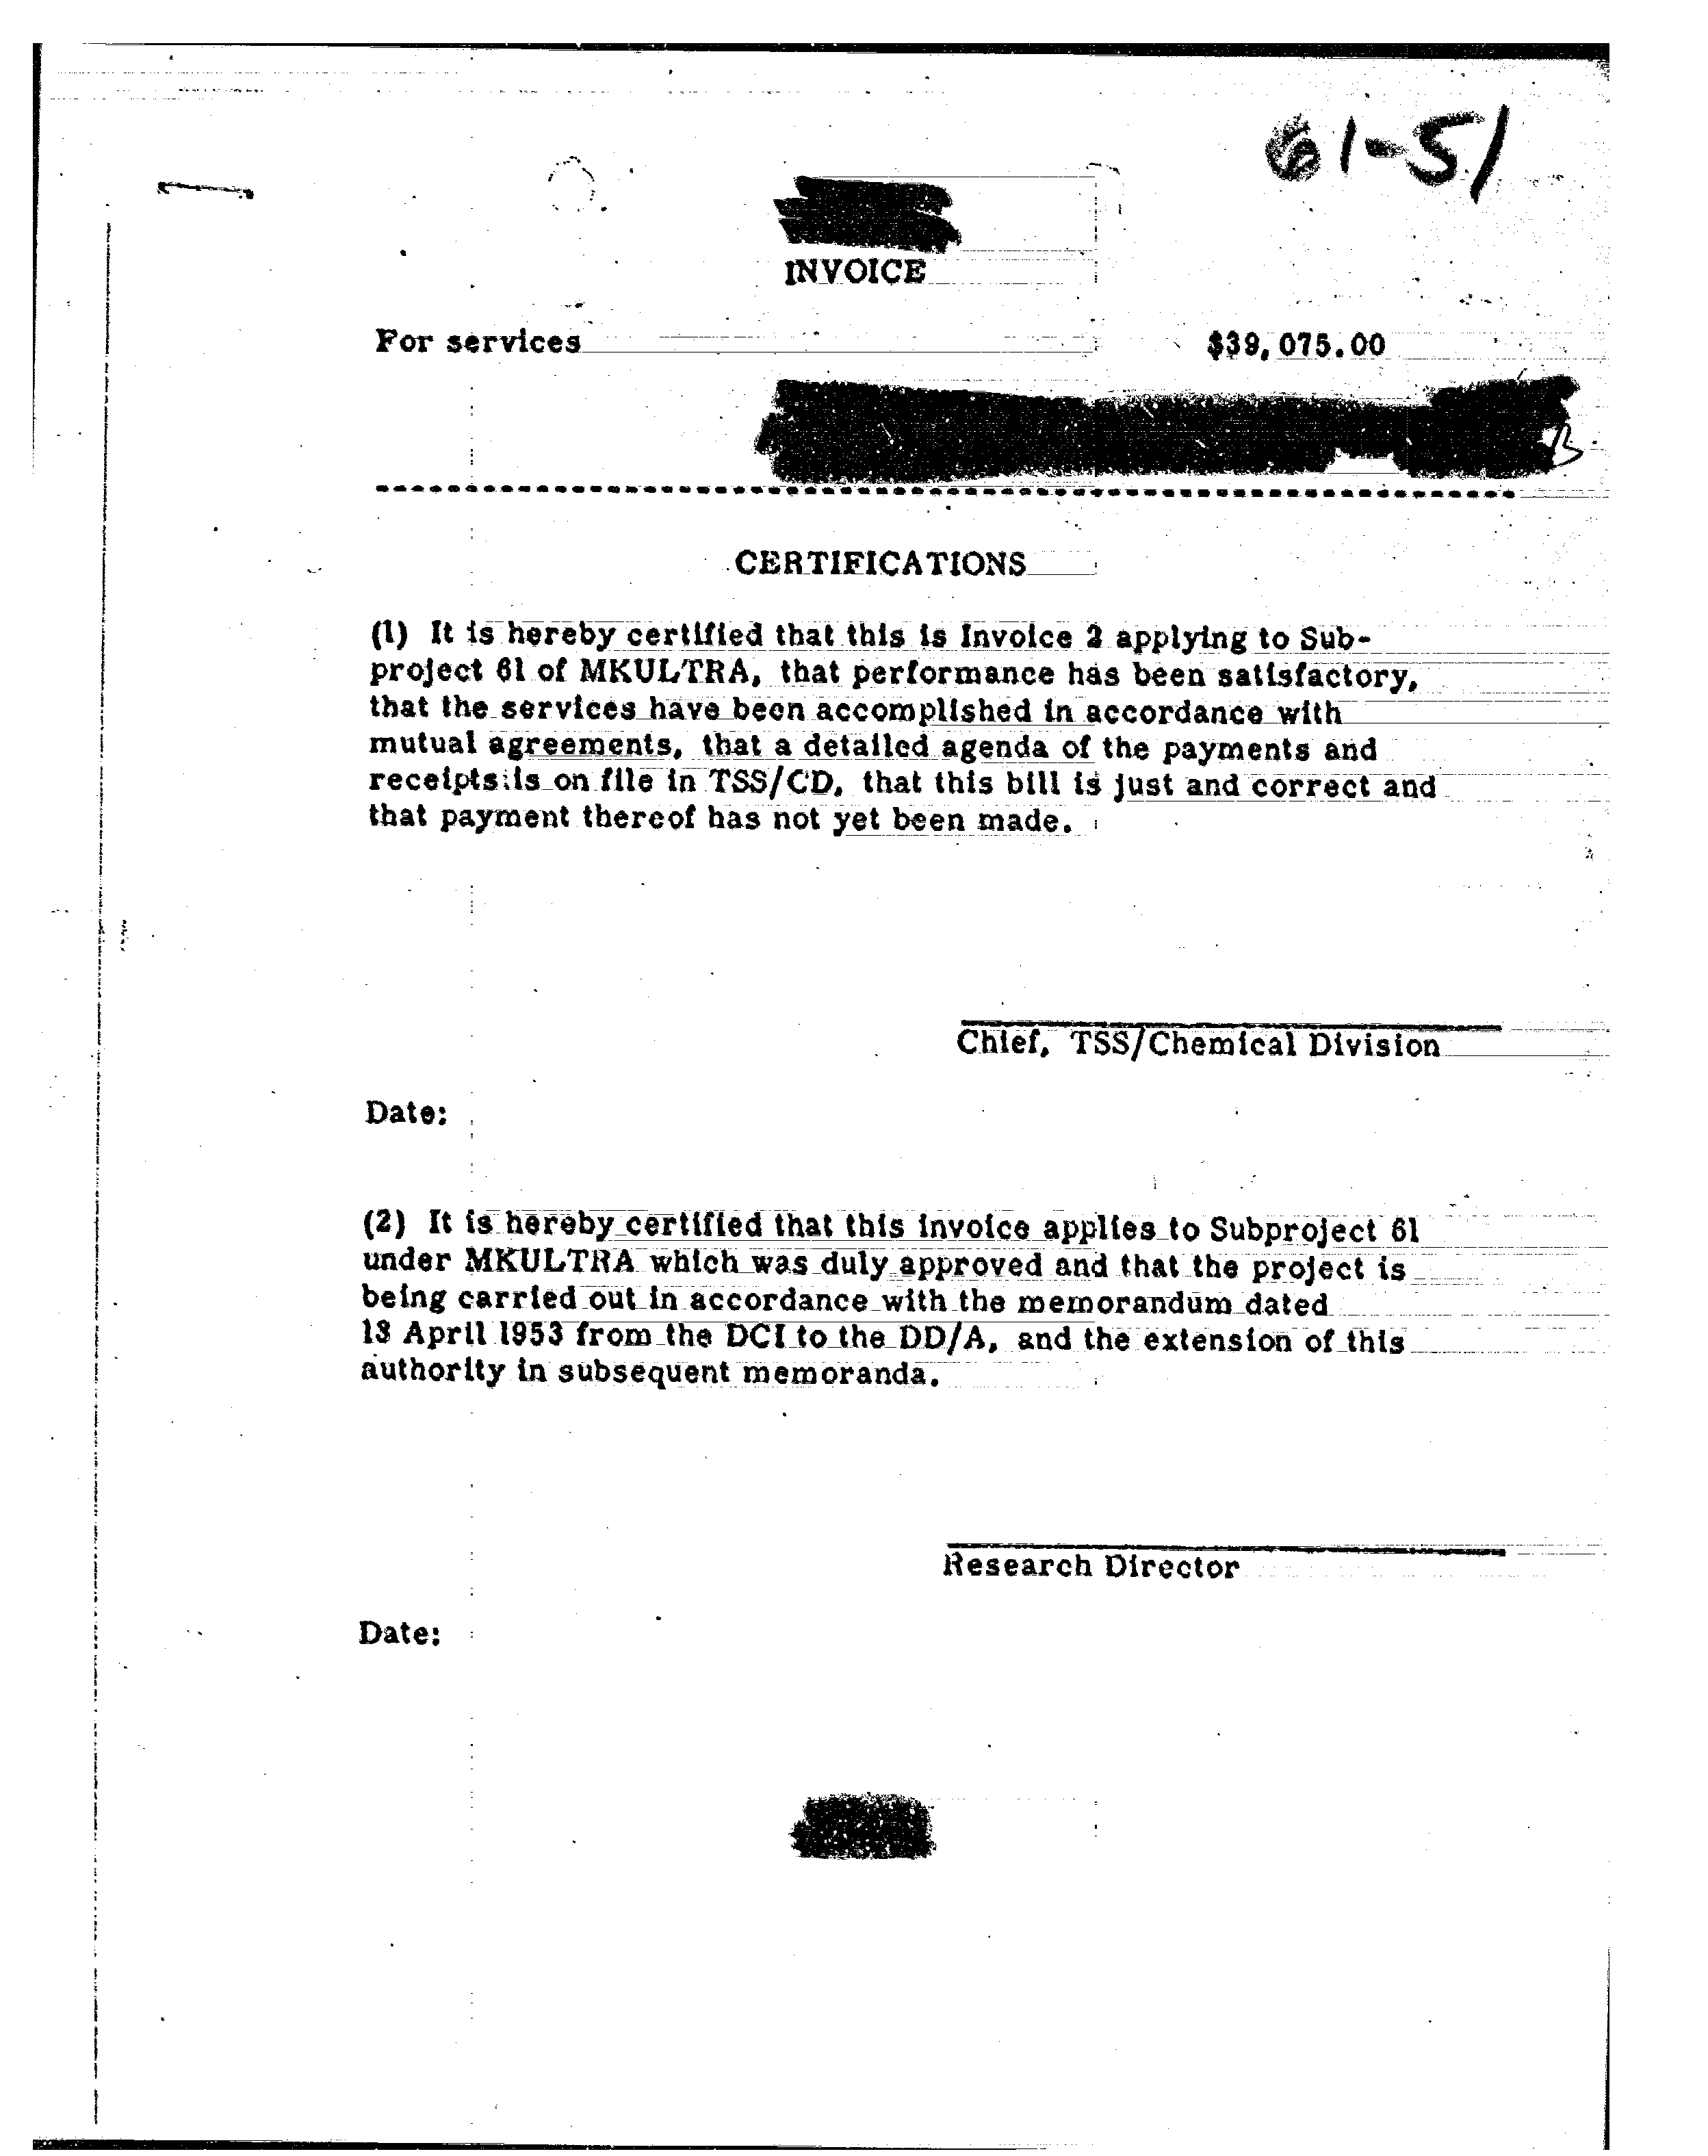 61-51
INVOICE
For services $39,075.00
CERTIFICATIONS
(1) It is hereby certified that this is Invoice 2 applying to Sub-
project 61 of MKULTRA, that performance has been satisfactory,
that the services have been accomplished in accordance with
mutual agreements, that a detailed agenda of the payments and
receipts is on file in TSS/CD, that this bill is just and correct and
that payment thereof has not yet been made.
Chief, TSS/Chemical Division
Date:
(2) It is hereby certified that this invoice applies to Subproject 61
under MKULTRA which was duly approved and that the project is
being carried out in accordance with the memorandum dated
13 April 1953 from the DCI to the DD/A, and the extension of this
authority in subsequent memoranda.
Research Director
Date: